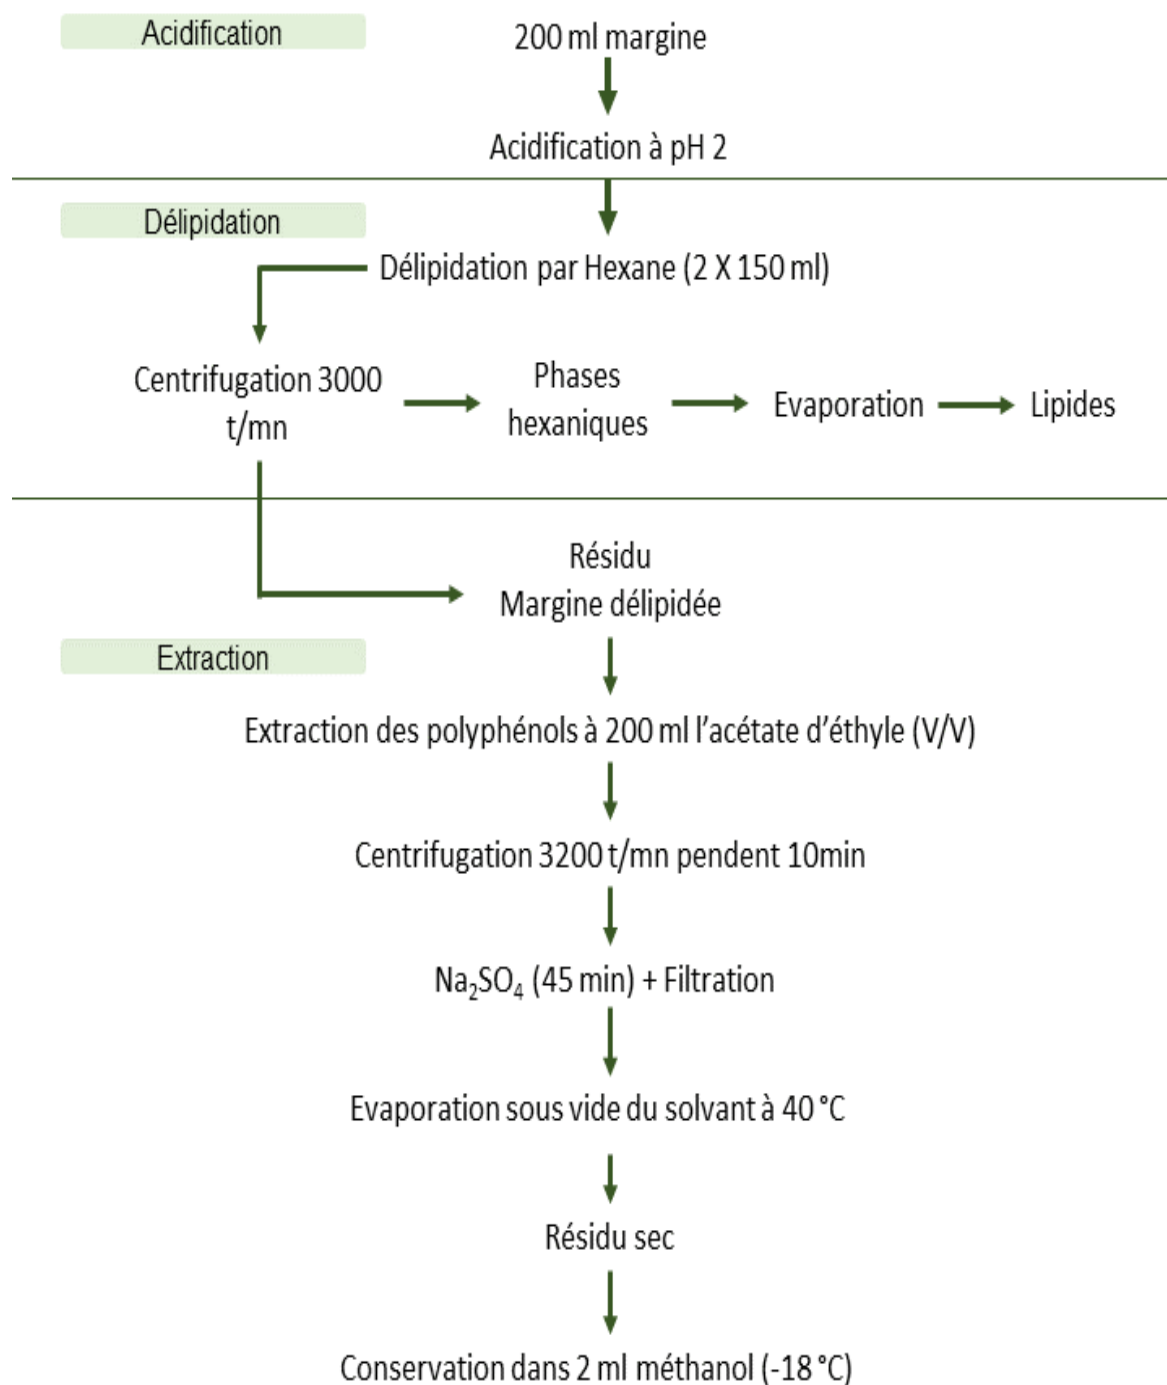 Acidification
200 ml margine
Acidification à pH 2
Délipidation
Délipidation par Hexane (2 X 150 ml)
Centrifugation 3000
t/mn
Phases
hexaniques
Evaporation
Lipides
Résidu
Margine délipidée
Extraction
Extraction des polyphénols à 200 ml l’acétate d’éthyle (V/V)
Centrifugation 3200 t/mn pendent 10min
Na₂SO₄ (45 min) + Filtration
Evaporation sous vide du solvant à 40 °C
Résidu sec
Conservation dans 2 ml méthanol (-18 °C)